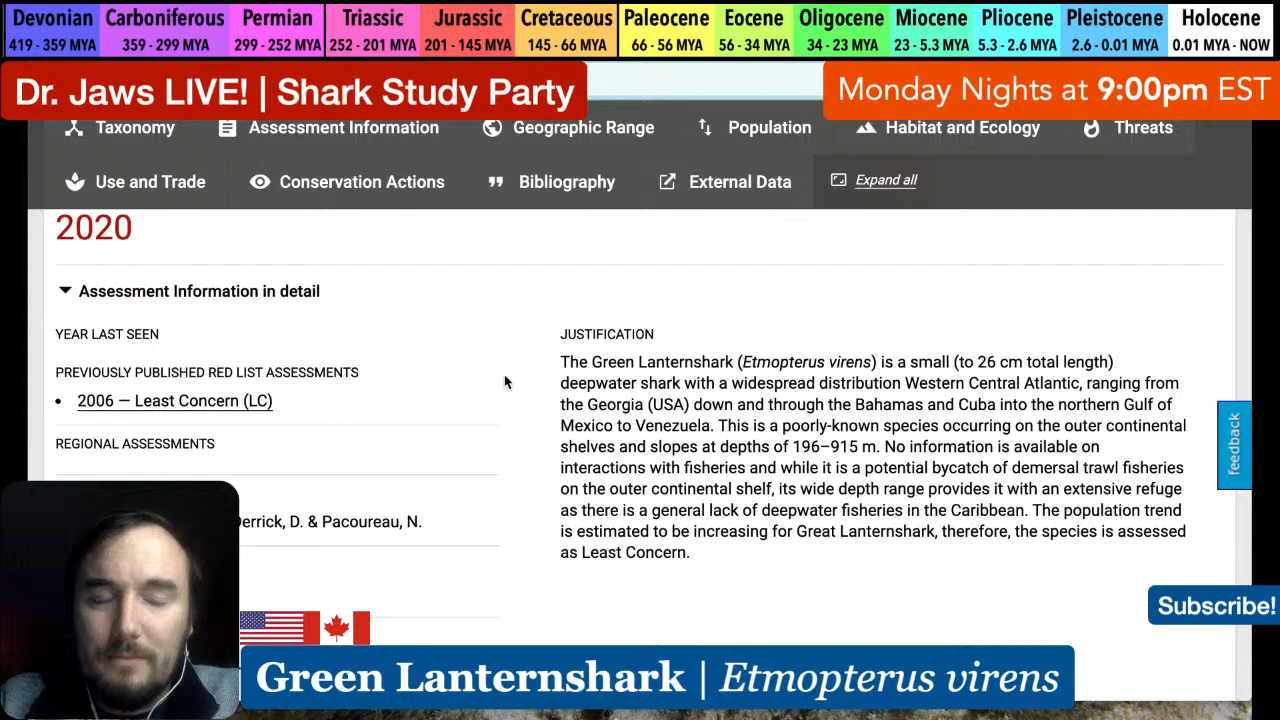 Devonian Carboniferous Permian Triassic Jurassic Cretaceous Paleocene Eocene Oligocene Miocene Pliocene Pleistocene Holocene
419 - 359 MYA 359 - 299 MYA 299 - 252 MYA 252 - 201 MYA 201 - 145 MYA 145 - 66 MYA 66 - 56 MYA 56 - 34 MYA 34 - 23 MYA 23 - 5.3 MYA 5.3 - 2.6 MYA 2.6 - 0.01 MYA 0.01 MYA - NOW
Dr. Jaws LIVE! | Shark Study Party
Monday Nights at 9:00pm EST
Taxonomy Assessment Information Geographic Range Population Habitat and Ecology Threats
Use and Trade Conservation Actions Bibliography External Data Expand all
2020
Assessment Information in detail
YEAR LAST SEEN
PREVIOUSLY PUBLISHED RED LIST ASSESSMENTS
• 2006 — Least Concern (LC)
REGIONAL ASSESSMENTS
Derrick, D. & Pacoureau, N.
JUSTIFICATION
The Green Lanternshark (Etmopterus virens) is a small (to 26 cm total length)
deepwater shark with a widespread distribution Western Central Atlantic, ranging from
the Georgia (USA) down and through the Bahamas and Cuba into the northern Gulf of
Mexico to Venezuela. This is a poorly-known species occurring on the outer continental
shelves and slopes at depths of 196–915 m. No information is available on
interactions with fisheries and while it is a potential bycatch of demersal trawl fisheries
on the outer continental shelf, its wide depth range provides it with an extensive refuge
as there is a general lack of deepwater fisheries in the Caribbean. The population trend
is estimated to be increasing for Great Lanternshark, therefore, the species is assessed
as Least Concern.
feedback
Subscribe!
Green Lanternshark | Etmopterus virens